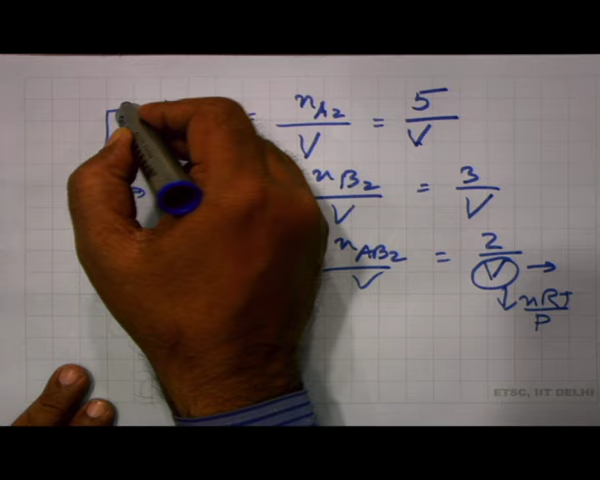 = n_A2 / V = 5 / V
n_B2 / V = 3 / V
n_AB2 / V = 2 / V →
↓ nRT / P
ETSC, IIT DELHI